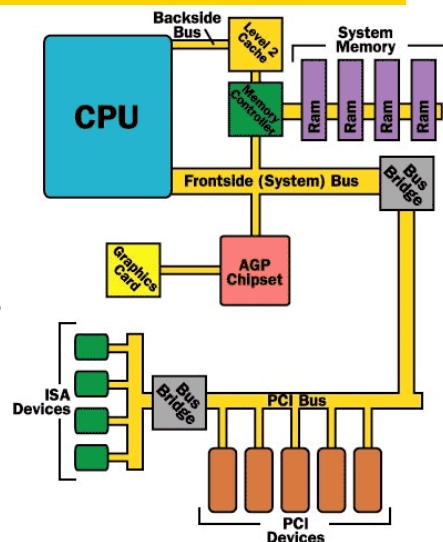 Backside
Bus
Level 2
Cache
System
Memory
CPU
Memory
Controller
Ram
Ram
Ram
Ram
Frontside (System) Bus
Bus
Bridge
Graphics
Card
AGP
Chipset
ISA
Devices
Bus
Bridge
PCI Bus
PCI
Devices